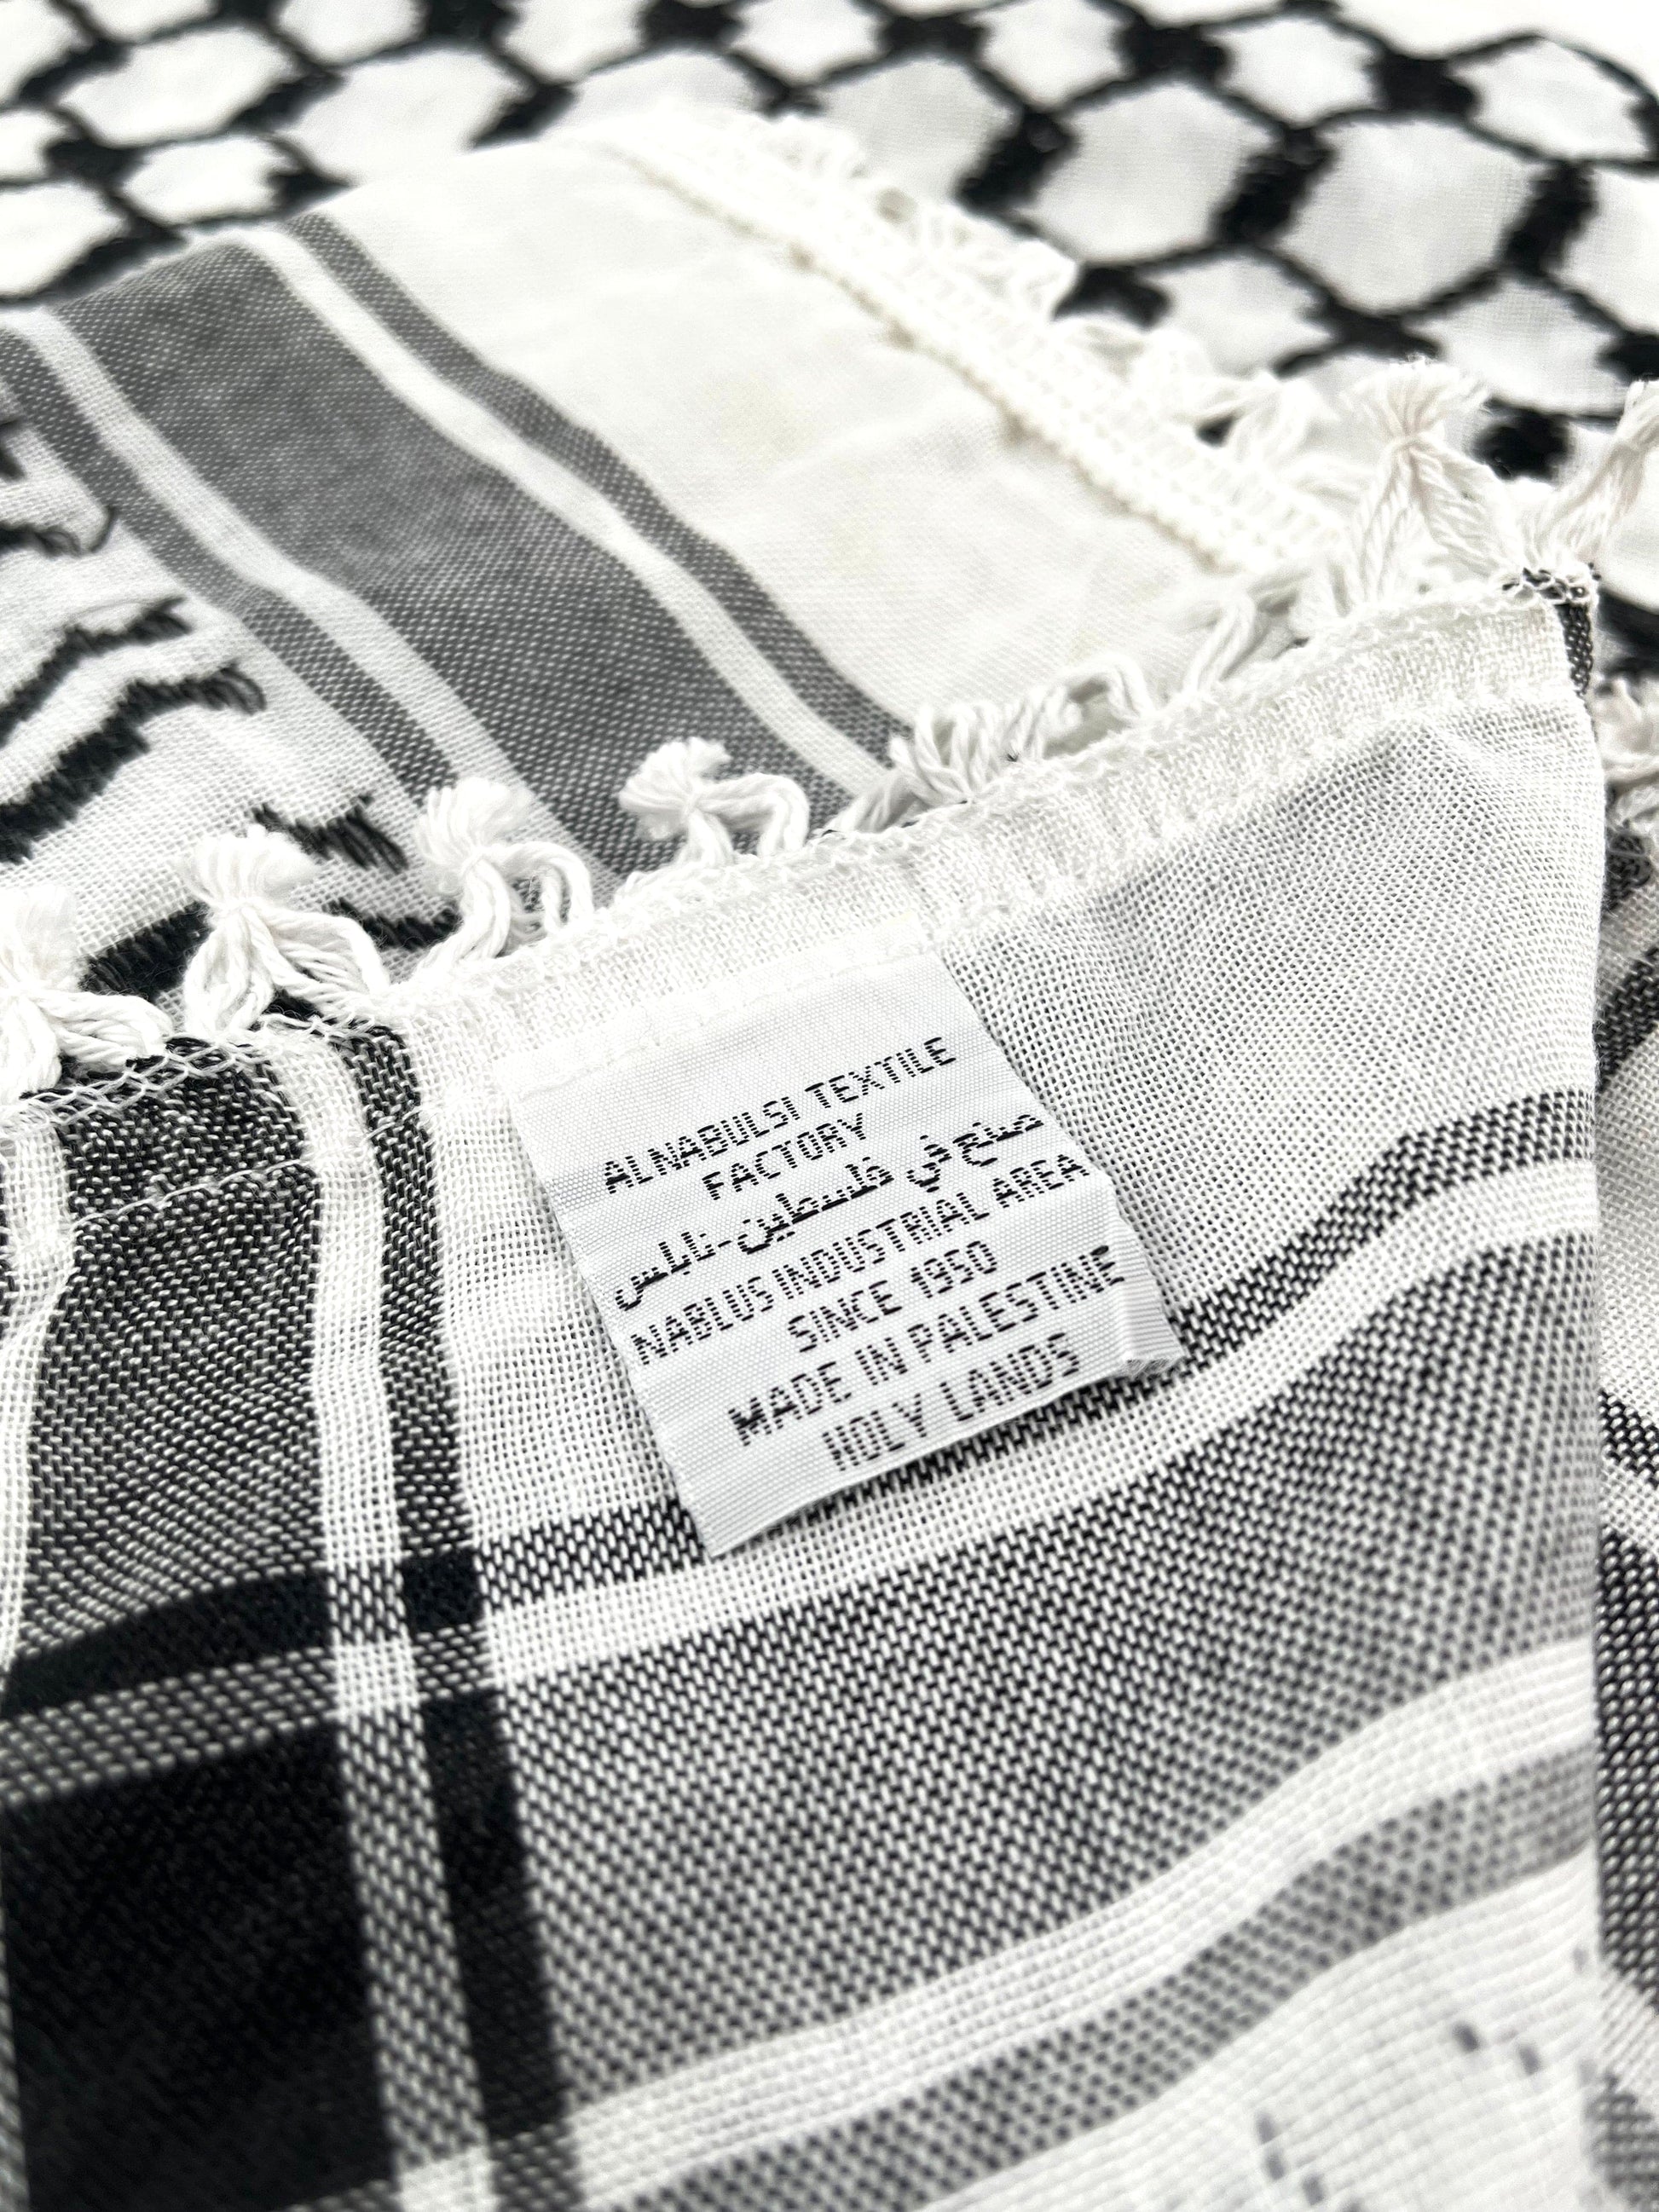 ALNABULSI TEXTILE
FACTORY
صنع في فلسطين-نابلس
NABLUS INDUSTRIAL AREA
SINCE 1950
MADE IN PALESTINE
HOLY LANDS